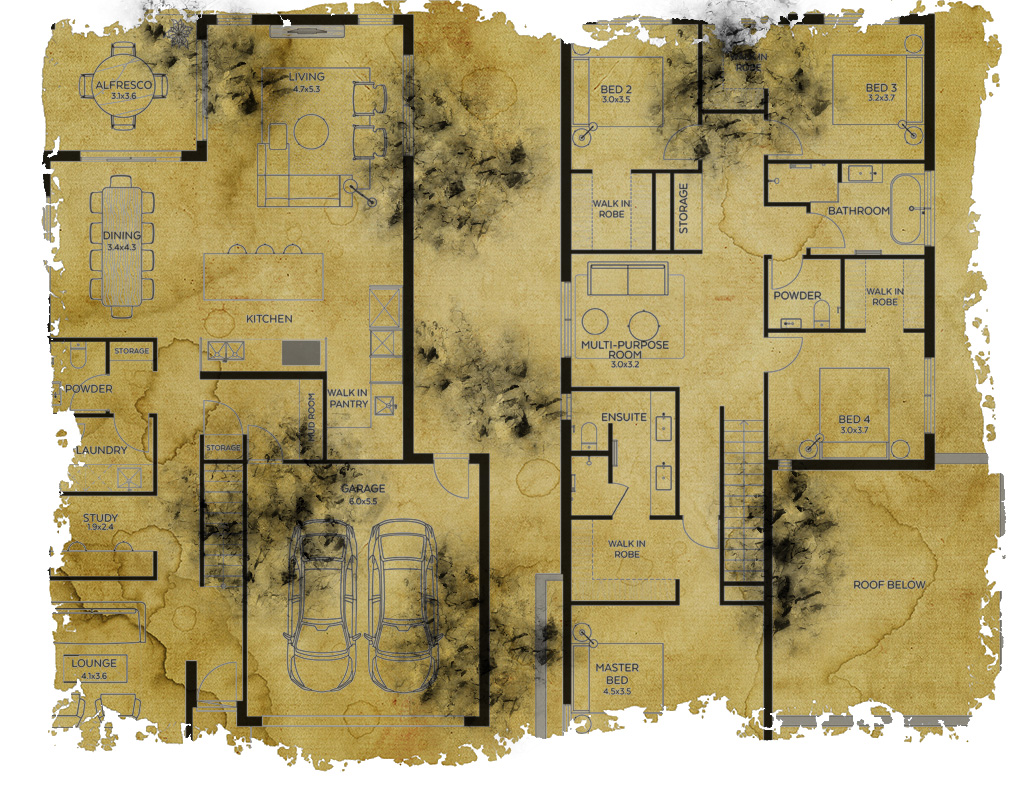 ALFRESCO
3.1x3.6
LIVING
4.7x5.3
DINING
3.4x4.3
KITCHEN
STORAGE
POWDER
WALK IN
PANTRY
MUD ROOM
STORAGE
LAUNDRY
GARAGE
6.0x5.5
STUDY
1.9x2.4
LOUNGE
4.1x3.6
BED 2
3.0x3.5
WALK IN
ROBE
BED 3
3.2x3.7
WALK IN
ROBE
STORAGE
BATHROOM
POWDER
WALK IN
ROBE
MULTI-PURPOSE
ROOM
3.0x3.2
ENSUITE
BED 4
3.0x3.7
WALK IN
ROBE
ROOF BELOW
MASTER
BED
4.5x3.5